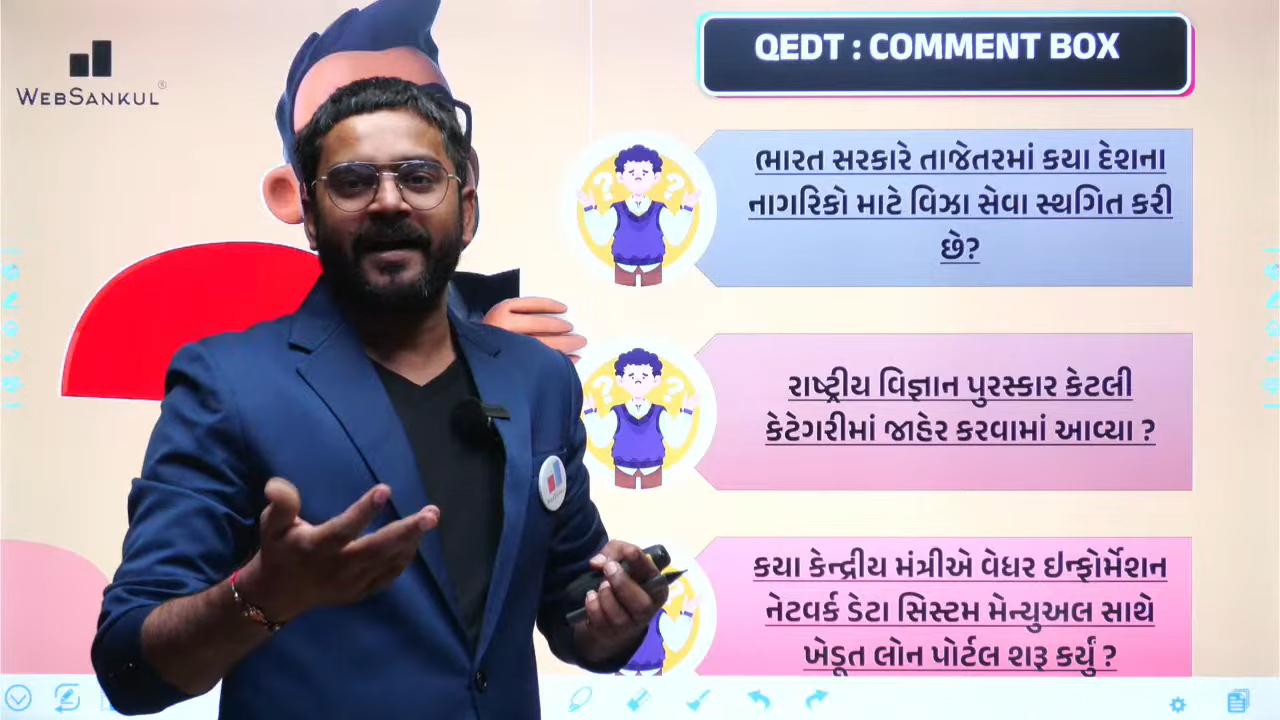 WEBSANKUL®
QEDT : COMMENT BOX
ભારત સરકારે તાજેતરમાં કયા દેશના
નાગરિકો માટે વિઝા સેવા સ્થગિત કરી
છે?
રાષ્ટ્રીય વિજ્ઞાન પુરસ્કાર કેટલી
કેટેગરીમાં જાહેર કરવામાં આવ્યા ?
કયા કેન્દ્રીય મંત્રીએ વેધર ઇન્ફોર્મેશન
નેટવર્ક ડેટા સિસ્ટમ મેન્યુઅલ સાથે
ખેડૂત લોન પોર્ટલ શરૂ કર્યું ?